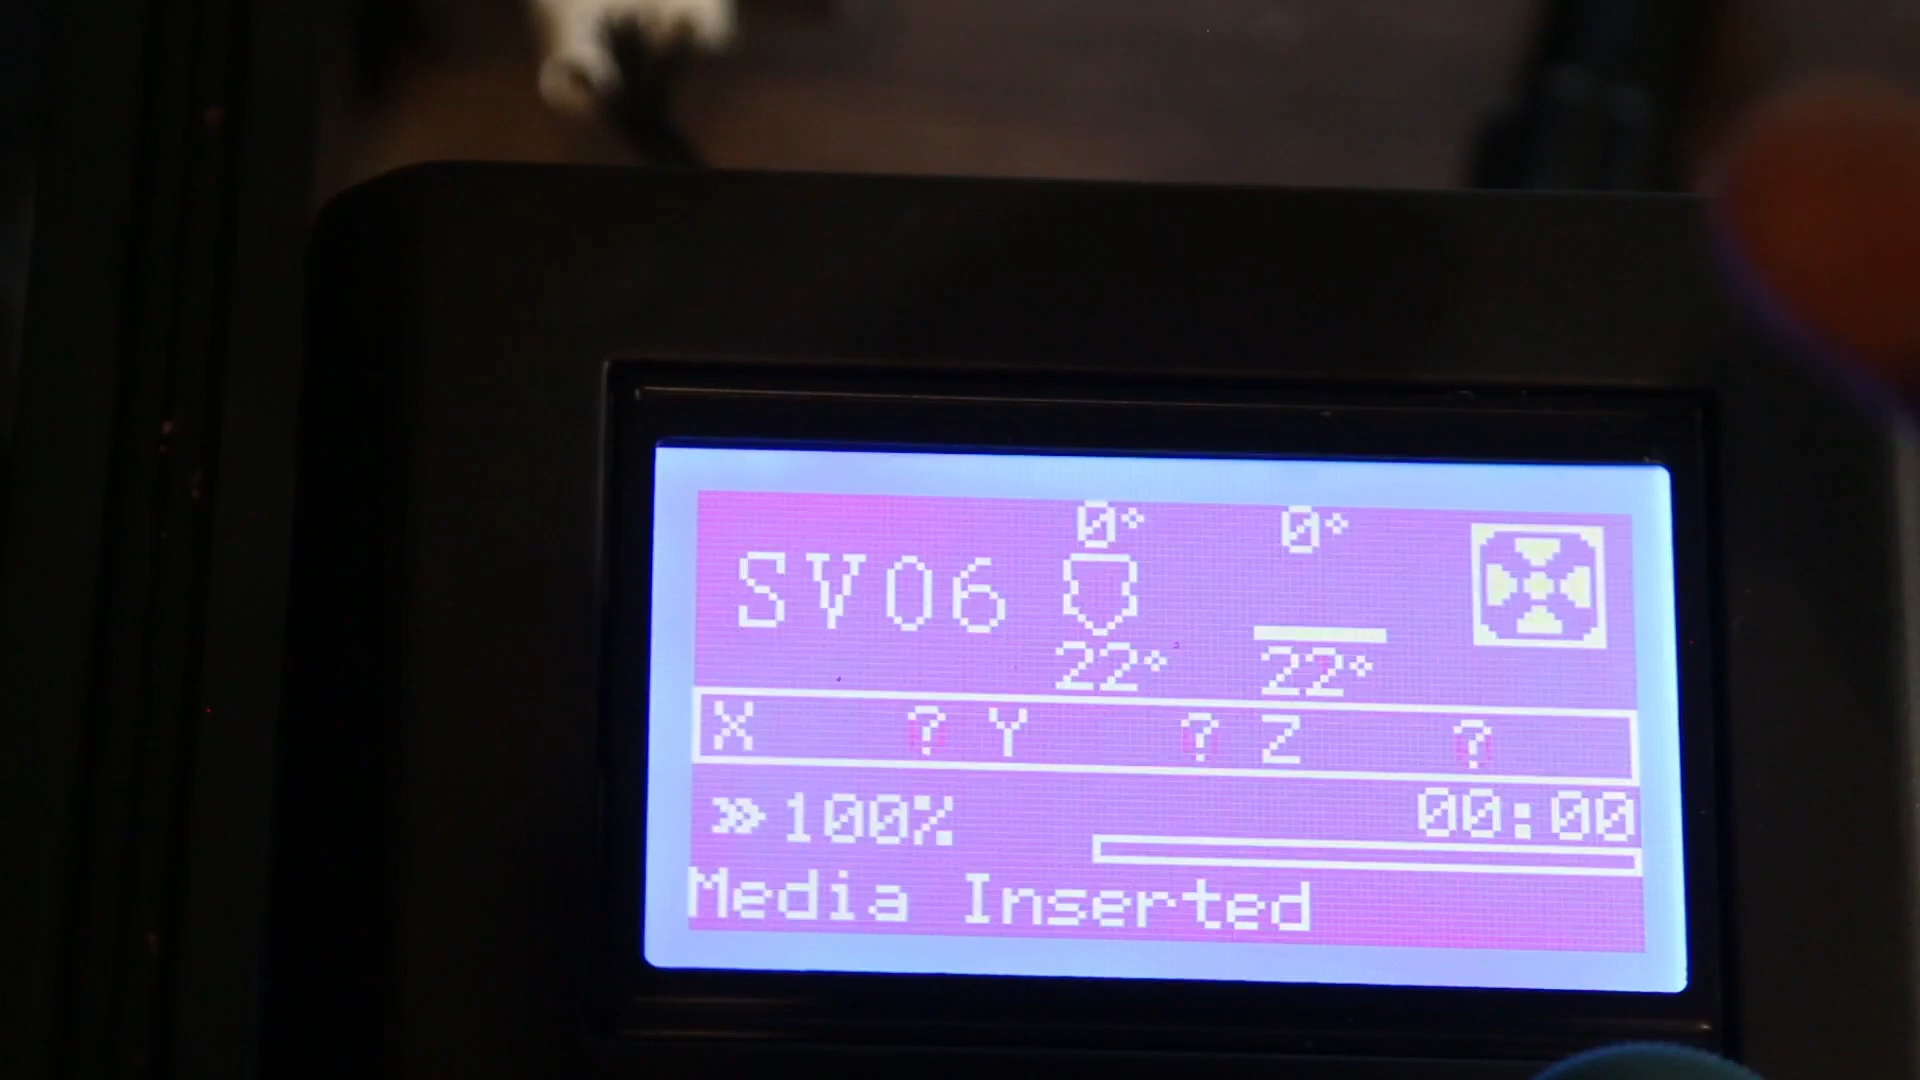 0° 0°
SV06
22° 22°
X ? Y ? Z ?
»100% 00:00
Media Inserted